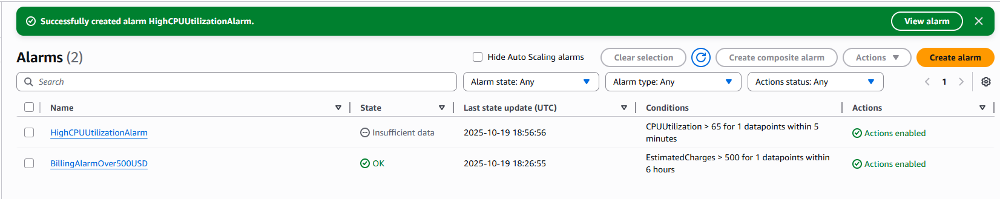 Successfully created alarm HighCPUUtilizationAlarm.
View alarm
Alarms (2)
Hide Auto Scaling alarms
Clear selection
Create composite alarm
Actions
Create alarm
Search
Alarm state: Any
Alarm type: Any
Actions status: Any
1
Name
State
Last state update (UTC)
Conditions
Actions
HighCPUUtilizationAlarm
Insufficient data
2025-10-19 18:56:56
CPUUtilization > 65 for 1 datapoints within 5
minutes
Actions enabled
BillingAlarmOver500USD
OK
2025-10-19 18:26:55
EstimatedCharges > 500 for 1 datapoints within
6 hours
Actions enabled